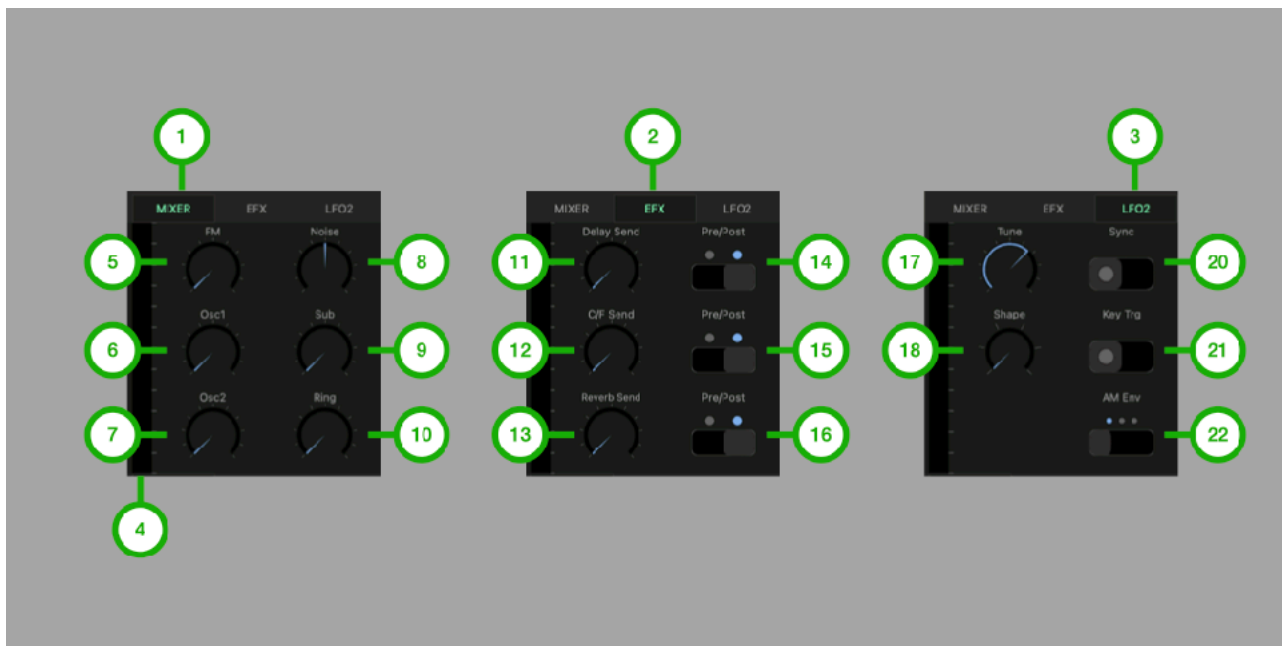 1 2 3
MIXER EFX LFO2 MIXER EFX LFO2 MIXER EFX LFO2
FM Noise Delay Send Pre/Post Tune Sync
5 8 11 14 17 20
Osc1 Sub C/F Send Pre/Post Shape Key Trg
6 9 12 15 18 21
Osc2 Ring Reverb Send Pre/Post AM Env
7 10 13 16 22
4